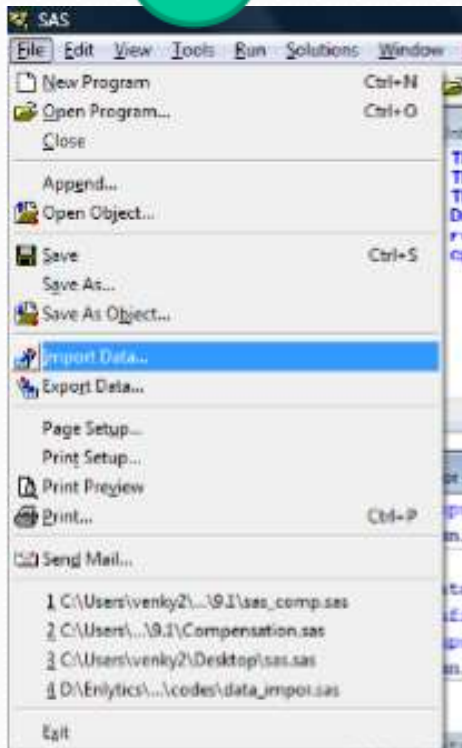 SAS
File Edit View Tools Run Solutions Window
New Program Ctrl+N
Open Program... Ctrl+O
Close
Append...
Open Object...
Save Ctrl+S
Save As...
Save As Object...
Import Data...
Export Data...
Page Setup...
Print Setup...
Print Preview
Print... Ctrl+P
Send Mail...
1 C:\Users\venky2\...\9.1\sas_comp.sas
2 C:\Users\...\9.1\Compensation.sas
3 C:\Users\venky2\Desktop\sas.sas
4 D:\Enlytics\...\codes\data_impor.sas
Exit